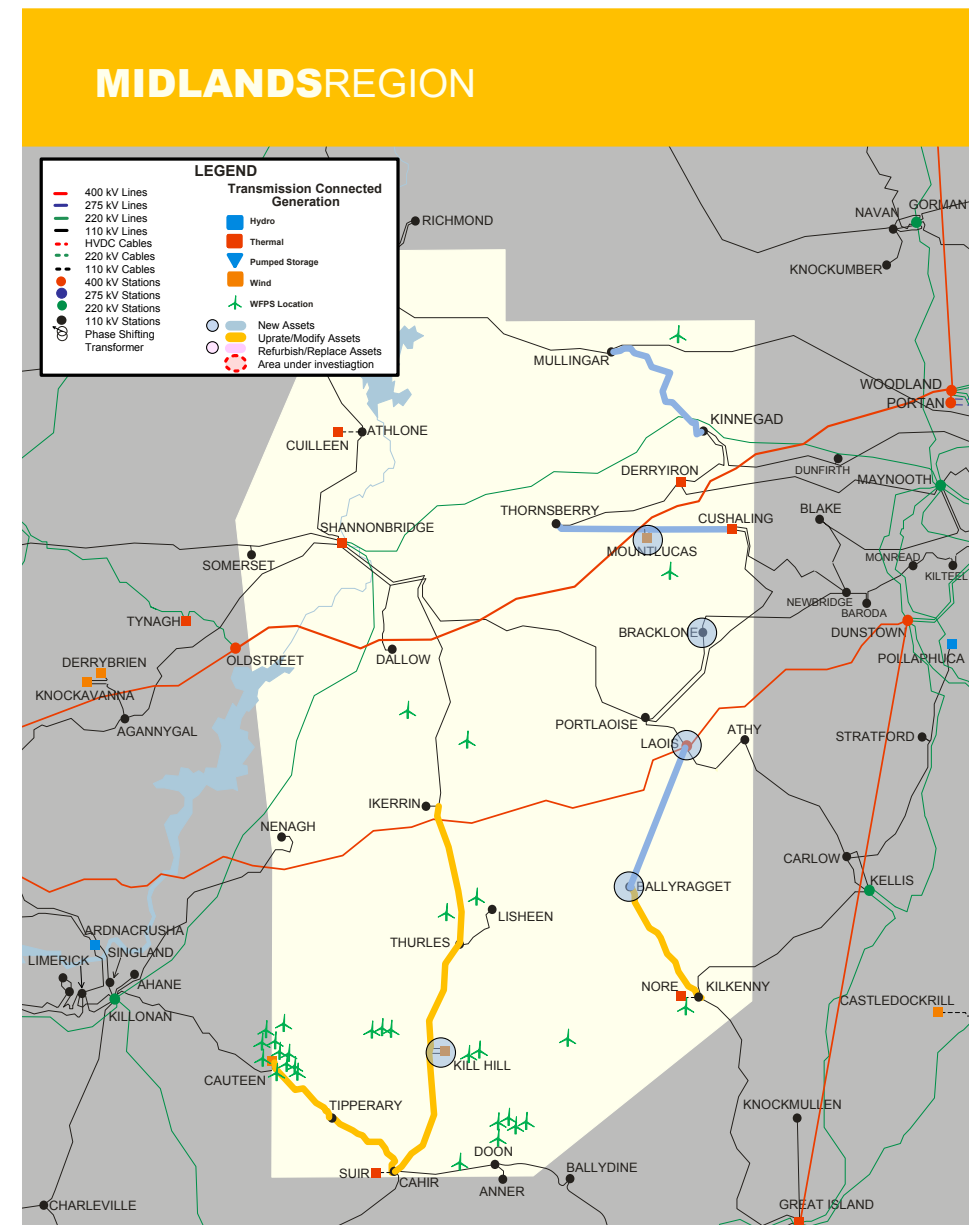 MIDLANDSREGION
LEGEND
400 kV Lines
275 kV Lines
220 kV Lines
110 kV Lines
HVDC Cables
220 kV Cables
110 kV Cables
400 kV Stations
275 kV Stations
220 kV Stations
110 kV Stations
Phase Shifting
Transformer
Transmission Connected
Generation
Hydro
Thermal
Pumped Storage
Wind
WFPS Location
New Assets
Uprate/Modify Assets
Refurbish/Replace Assets
Area under investiagtion
RICHMOND
NAVAN
GORMAN
KNOCKUMBER
MULLINGAR
WOODLAND
PORTAN
KINNEGAD
ATHLONE
CUILLEEN
DERRYIRON
DUNFIRTH
MAYNOOTH
THORNSBERRY
CUSHALING
BLAKE
SHANNONBRIDGE
MOUNTLUCAS
SOMERSET
MONREAD
KILTEEL
NEWBRIDGE
BARODA
TYNAGH
BRACKLONE
DUNSTOWN
OLDSTREET
DALLOW
POLLAPHUCA
DERRYBRIEN
KNOCKAVANNA
AGANNYGAL
PORTLAOISE
LAOIS
ATHY
STRATFORD
IKERRIN
NENAGH
CARLOW
KELLIS
BALLYRAGGET
LISHEEN
ARDNACRUSHA
THURLES
LIMERICK
SINGLAND
AHANE
NORE
KILKENNY
KILLONAN
CASTLEDOCKRILL
KILL HILL
CAUTEEN
TIPPERARY
KNOCKMULLEN
DOON
SUIR
CAHIR
BALLYDINE
ANNER
CHARLEVILLE
GREAT ISLAND